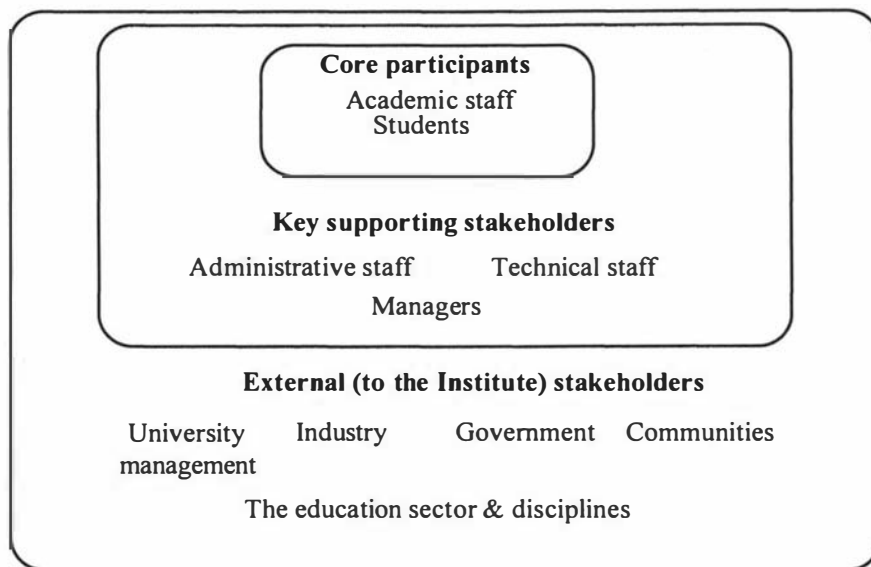 Core participants
Academic staff
Students
Key supporting stakeholders
Administrative staff Technical staff
Managers
External (to the Institute) stakeholders
University Industry Government Communities
management
The education sector & disciplines